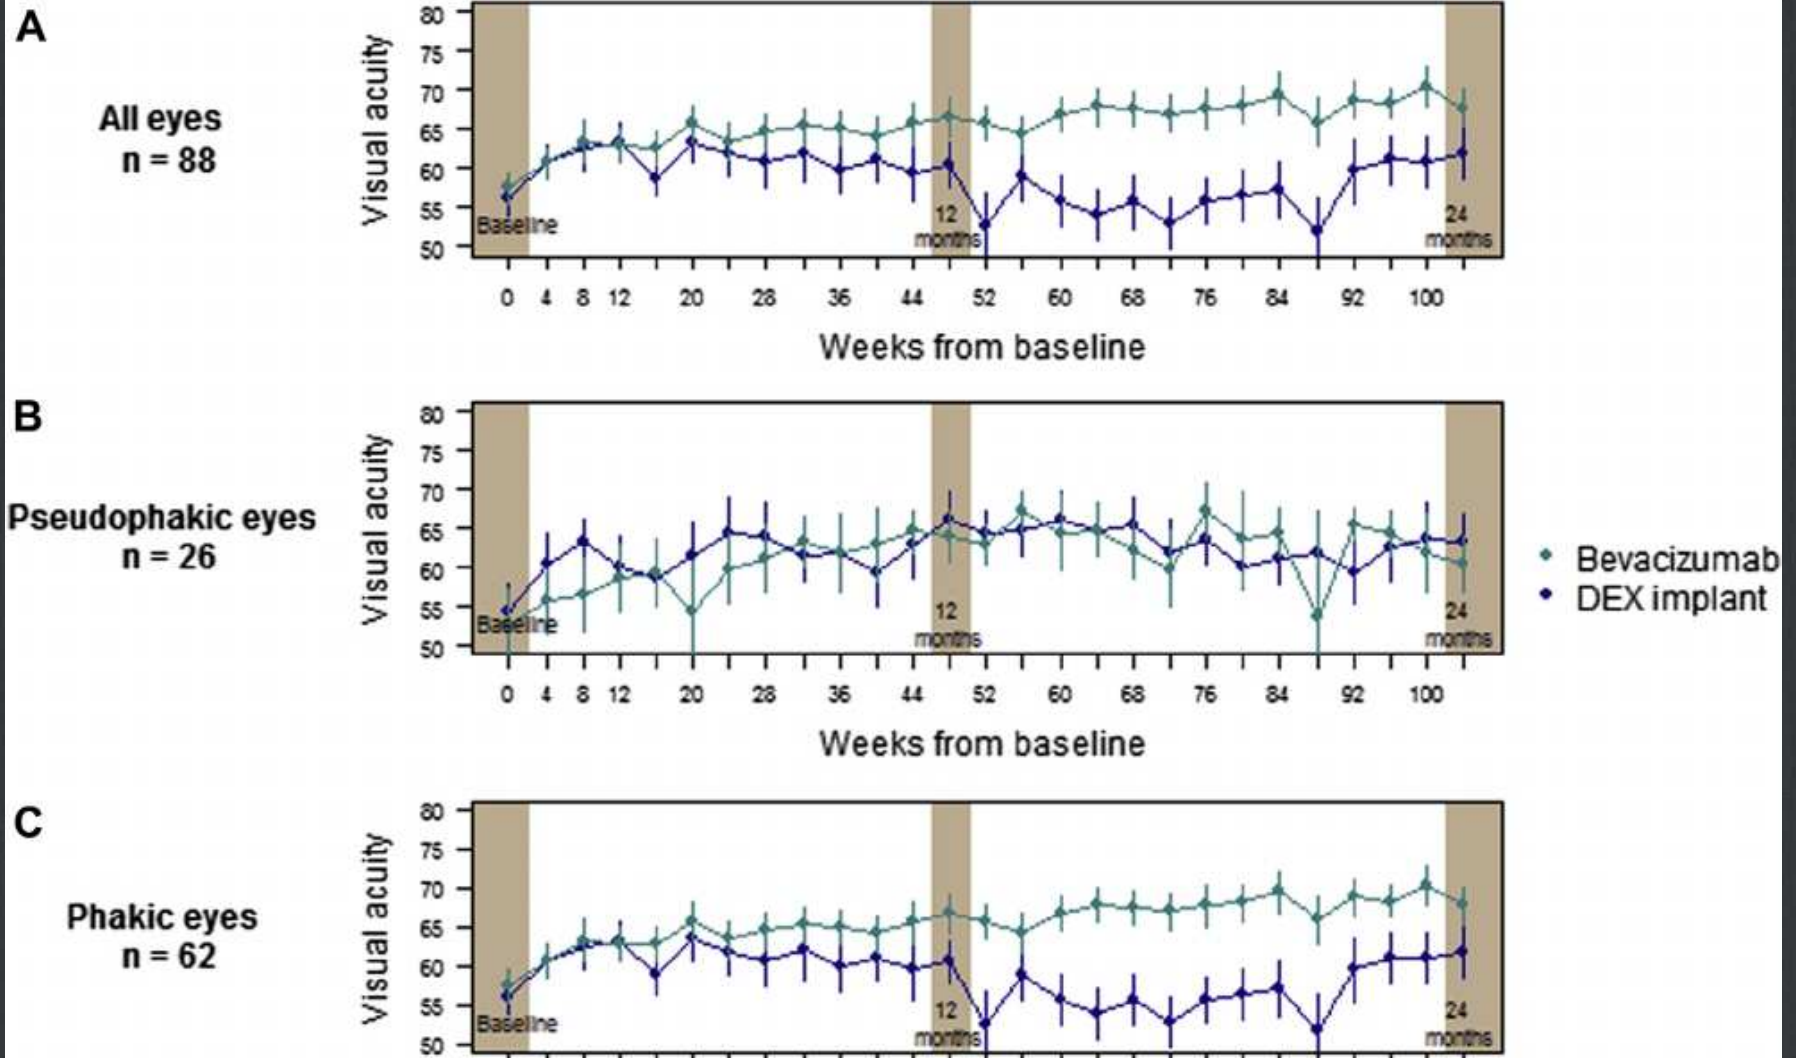 A
All eyes
n = 88
Visual acuity
80
75
70
65
60
55
50
Baseline
12
months
24
months
0 4 8 12 20 28 36 44 52 60 68 76 84 92 100
Weeks from baseline
B
Pseudophakic eyes
n = 26
Visual acuity
80
75
70
65
60
55
50
Baseline
12
months
24
months
0 4 8 12 20 28 36 44 52 60 68 76 84 92 100
Weeks from baseline
Bevacizumab
DEX implant
C
Phakic eyes
n = 62
Visual acuity
80
75
70
65
60
55
50
Baseline
12
months
24
months